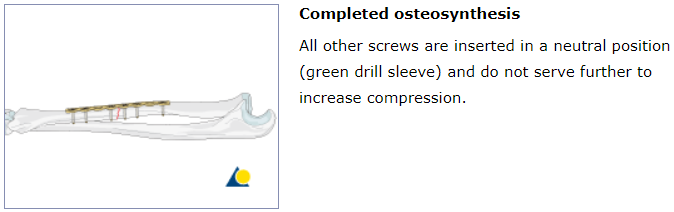 Completed osteosynthesis
All other screws are inserted in a neutral position
(green drill sleeve) and do not serve further to
increase compression.